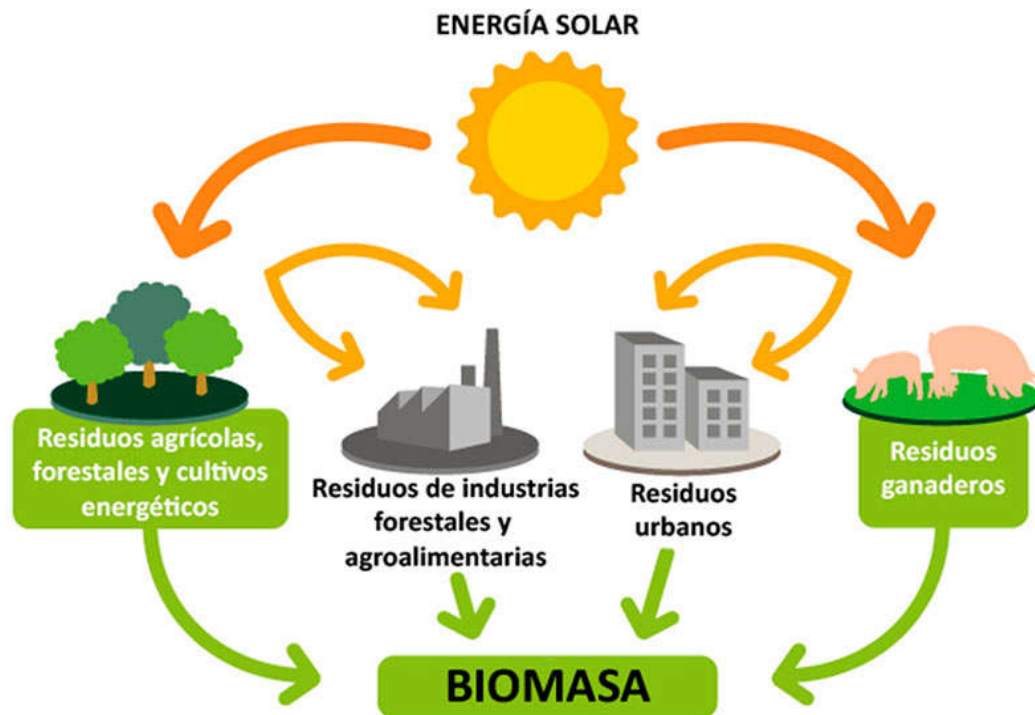 ENERGÍA SOLAR
Residuos agrícolas,
forestales y cultivos
energéticos
Residuos de industrias
forestales y
agroalimentarias
Residuos
urbanos
Residuos
ganaderos
BIOMASA